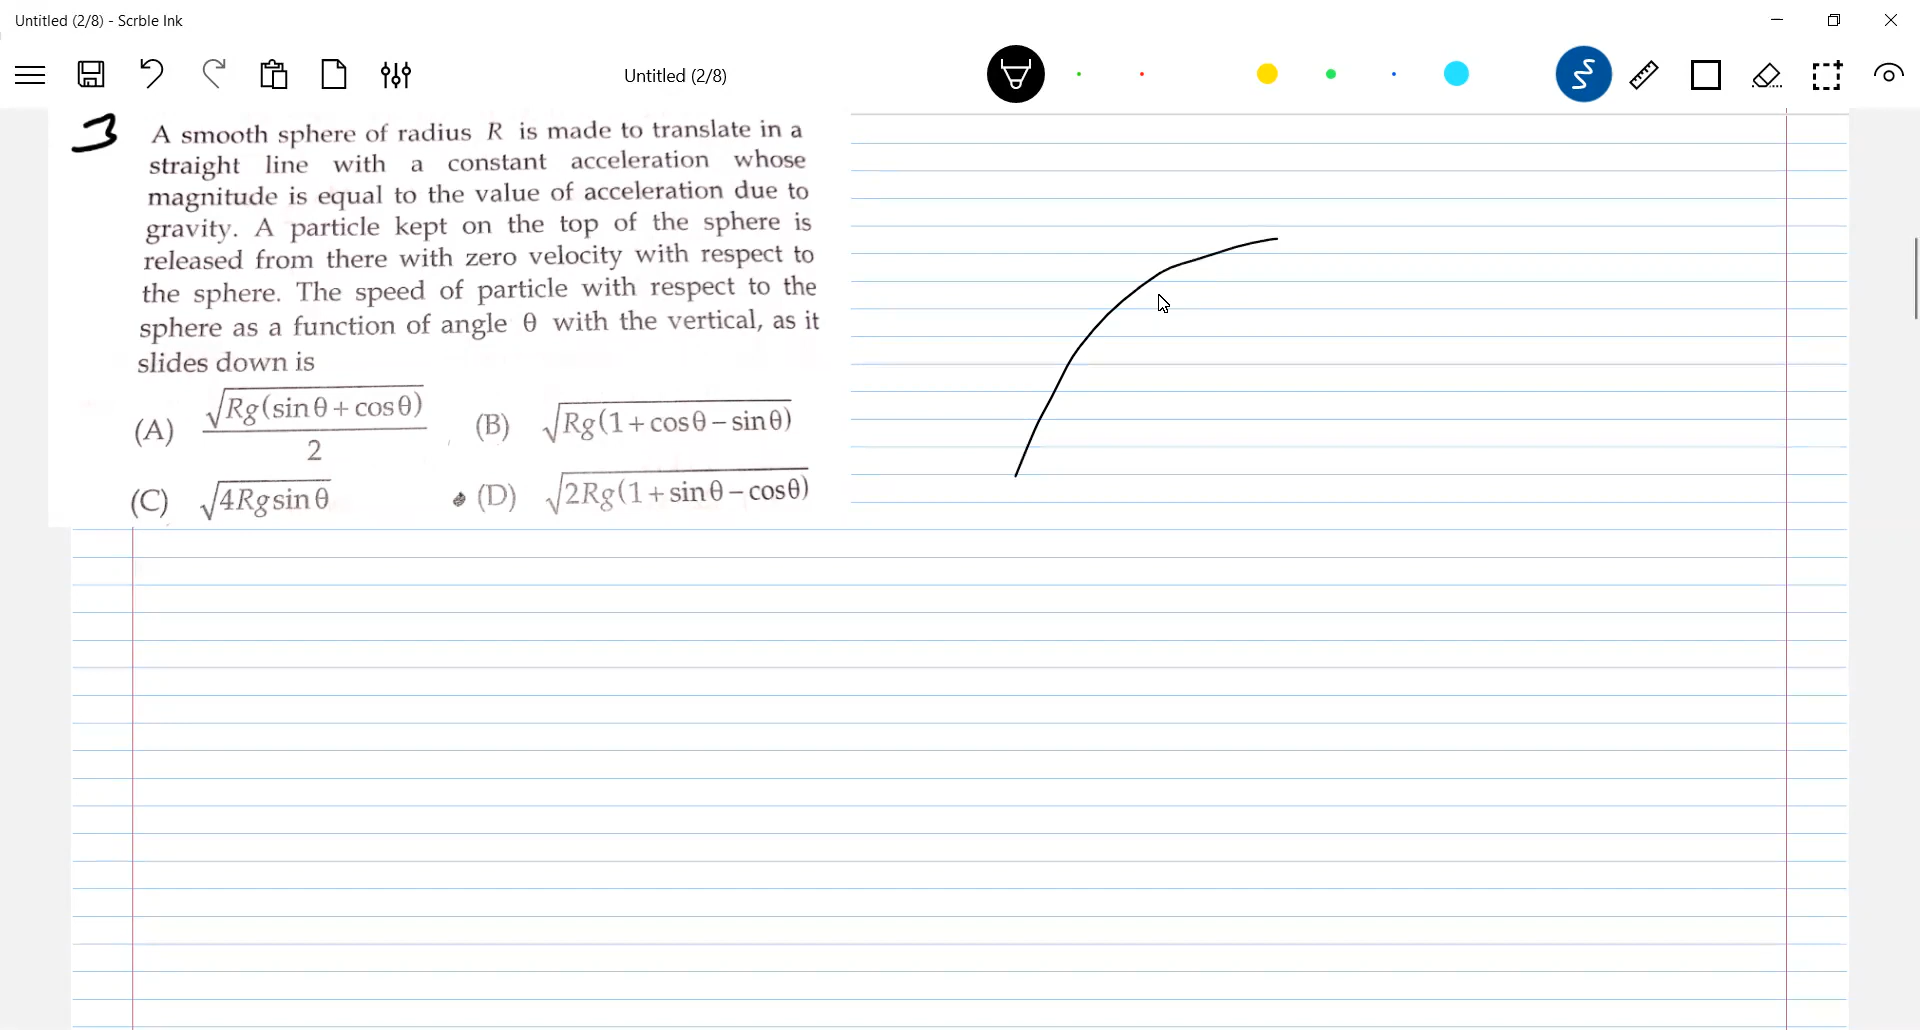 Untitled (2/8) - Scrble Ink
Untitled (2/8)
3
A smooth sphere of radius R is made to translate in a
straight line with a constant acceleration whose
magnitude is equal to the value of acceleration due to
gravity. A particle kept on the top of the sphere is
released from there with zero velocity with respect to
the sphere. The speed of particle with respect to the
sphere as a function of angle θ with the vertical, as it
slides down is
(A) √Rg(sinθ+cosθ) / 2 (B) √Rg(1+cosθ−sinθ)
(C) √4Rg sinθ (D) √2Rg(1+sinθ−cosθ)